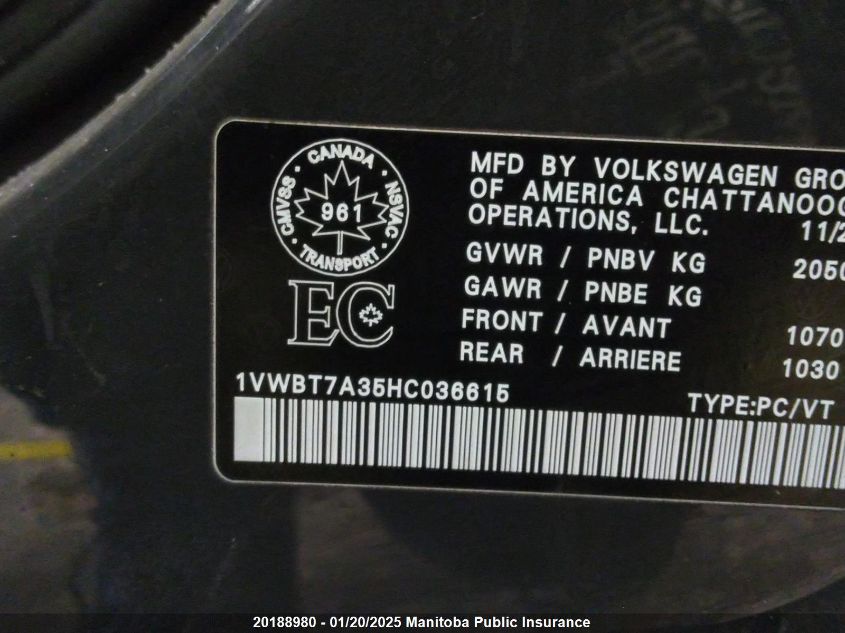 CANADA
CMVSS
NSVAC
961
TRANSPORT
EC
MFD BY VOLKSWAGEN GRO
OF AMERICA CHATTANOOG
OPERATIONS, LLC. 11/2
GVWR / PNBV KG 2050
GAWR / PNBE KG
FRONT / AVANT 1070
REAR / ARRIERE 1030
1VWBT7A35HC036615
TYPE:PC/VT
20188980 - 01/20/2025 Manitoba Public Insurance